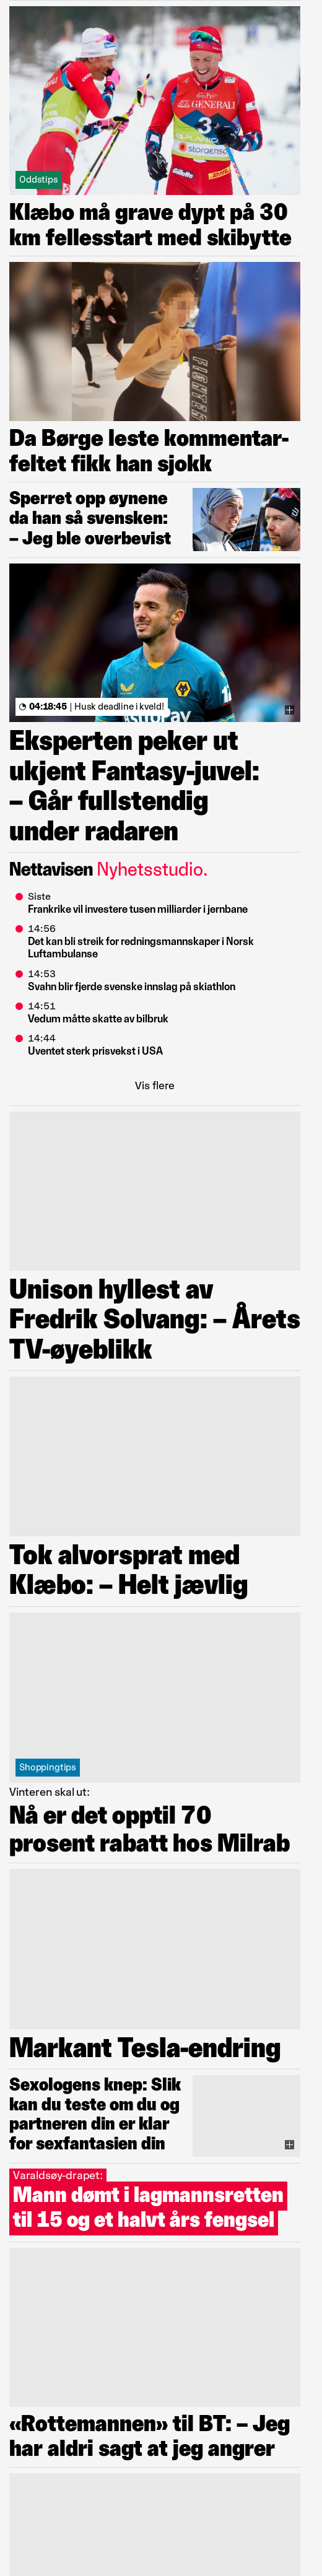 Oddstips
Klæbo må grave dypt på 30
km fellesstart med skibytte
Da Børge leste kommentar-
feltet fikk han sjokk
Sperret opp øynene
da han så svensken:
– Jeg ble overbevist
04:18:45 | Husk deadline i kveld!
Eksperten peker ut
ukjent Fantasy-juvel:
– Går fullstendig
under radaren
Nettavisen Nyhetsstudio.
Siste
Frankrike vil investere tusen milliarder i jernbane
14:56
Det kan bli streik for redningsmannskaper i Norsk
Luftambulanse
14:53
Svahn blir fjerde svenske innslag på skiathlon
14:51
Vedum måtte skatte av bilbruk
14:44
Uventet sterk prisvekst i USA
Vis flere
Unison hyllest av
Fredrik Solvang: – Årets
TV-øyeblikk
Tok alvorsprat med
Klæbo: – Helt jævlig
Shoppingtips
Vinteren skal ut:
Nå er det opptil 70
prosent rabatt hos Milrab
Markant Tesla-endring
Sexologens knep: Slik
kan du teste om du og
partneren din er klar
for sexfantasien din
Varaldsøy-drapet:
Mann dømt i lagmannsretten
til 15 og et halvt års fengsel
«Rottemannen» til BT: – Jeg
har aldri sagt at jeg angrer